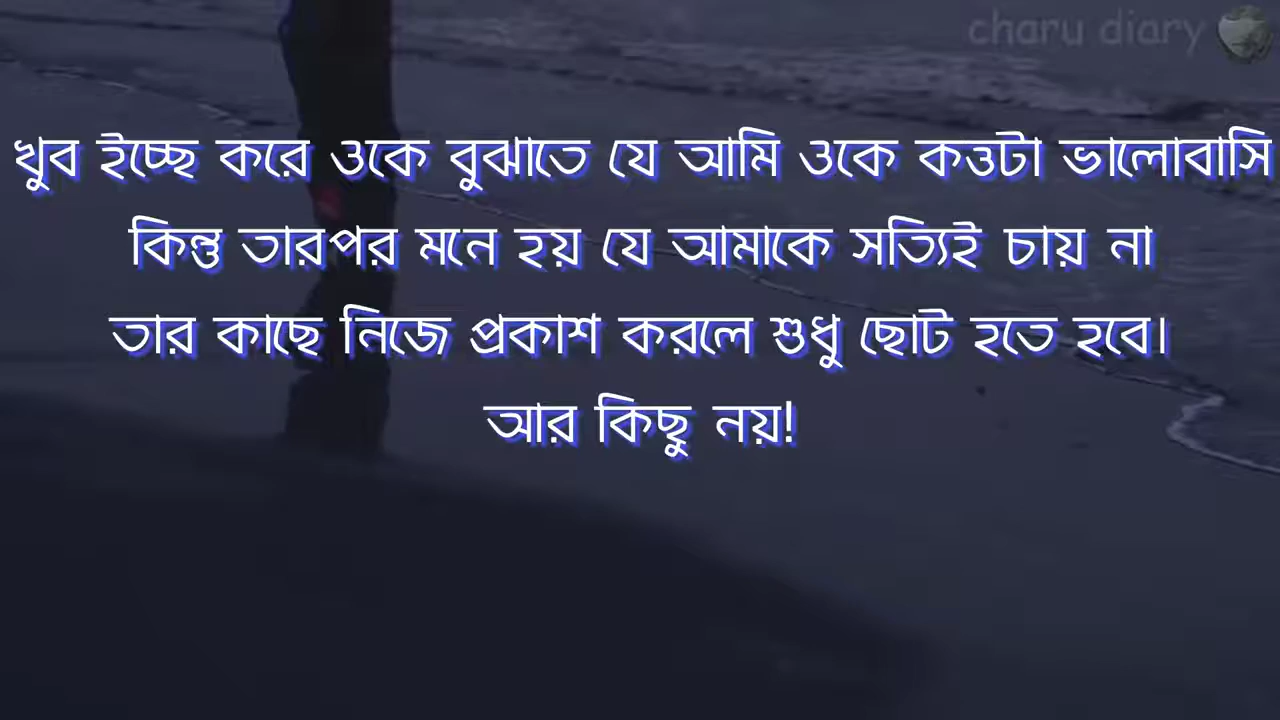 charu diary
খুব ইচ্ছে করে ওকে বুঝাতে যে আমি ওকে কত্তটা ভালোবাসি
কিন্তু তারপর মনে হয় যে আমাকে সত্যিই চায় না
তার কাছে নিজে প্রকাশ করলে শুধু ছোট হতে হবে।
আর কিছু নয়!